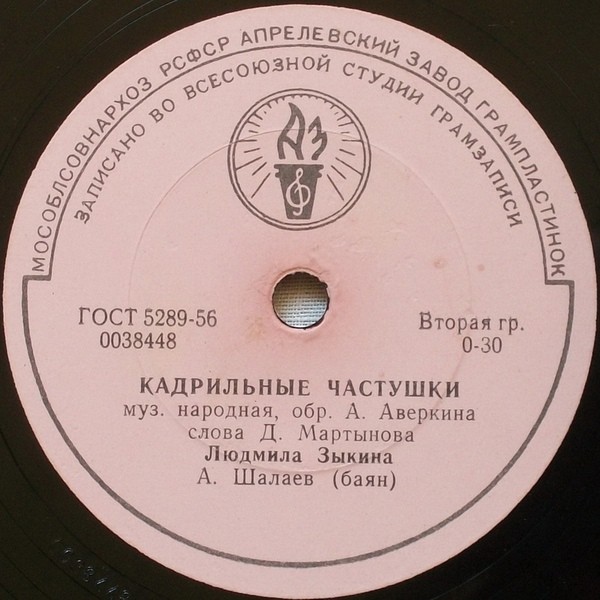 МОСОБЛСОВНАРХОЗ РСФСР АПРЕЛЕВСКИЙ ЗАВОД ГРАМПЛАСТИНОК
ЗАПИСАНО ВО ВСЕСОЮЗНОЙ СТУДИИ ГРАМЗАПИСИ
АЗ
ГОСТ 5289-56
0038448
Вторая гр.
0-30
КАДРИЛЬНЫЕ ЧАСТУШКИ
муз. народная, обр. А. Аверкина
слова Д. Мартынова
Людмила Зыкина
А. Шалаев (баян)